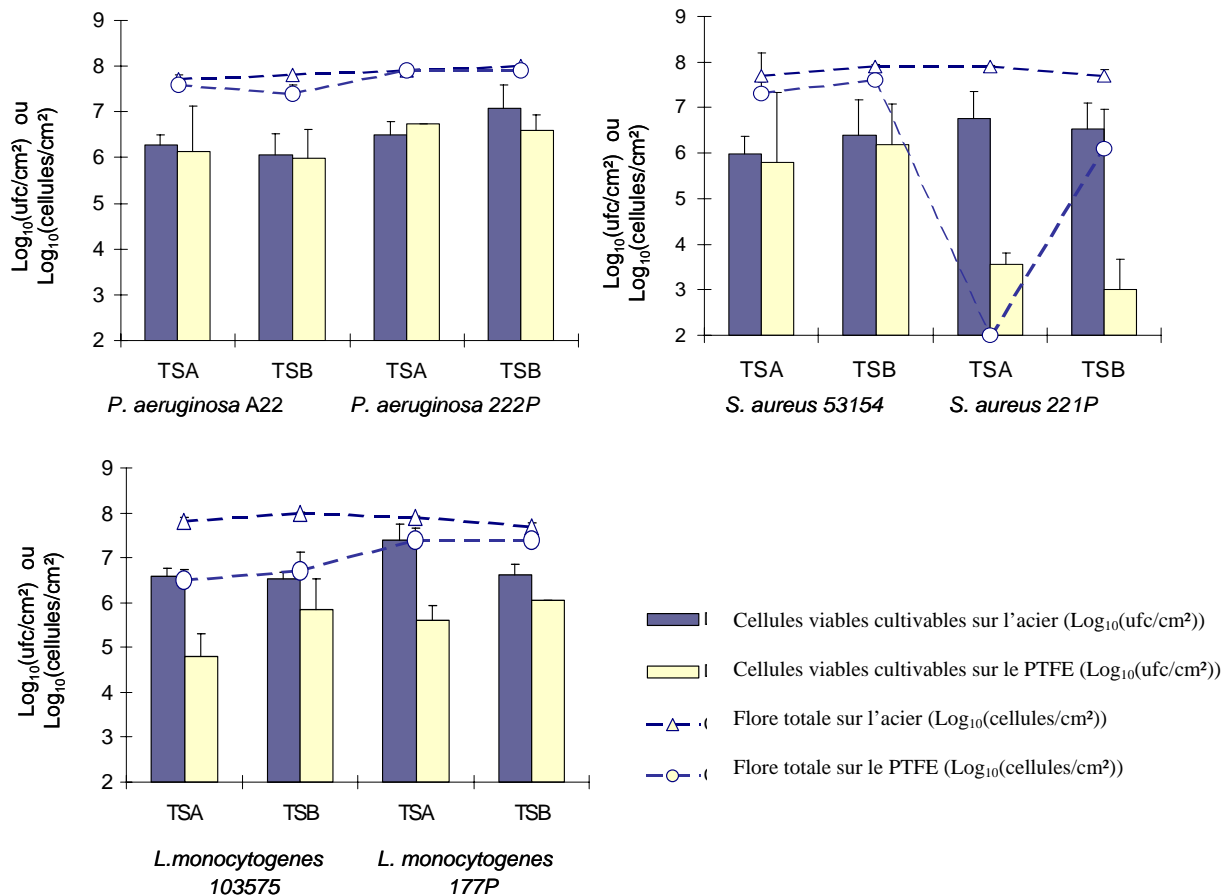 9
8
7
6
5
4
3
2
Log10(ufc/cm²) ou
Log10(cellules/cm²)
TSA TSB TSA TSB
P. aeruginosa A22 P. aeruginosa 222P
9
8
7
6
5
4
3
2
Log10(ufc/cm²) ou
Log10(cellules/cm²)
TSA TSB TSA TSB
S. aureus 53154 S. aureus 221P
9
8
7
6
5
4
3
2
Log10(ufc/cm²) ou
Log10(cellules/cm²)
TSA TSB TSA TSB
L.monocytogenes L. monocytogenes
103575 177P
Cellules viables cultivables sur l’acier (Log10(ufc/cm²))
Cellules viables cultivables sur le PTFE (Log10(ufc/cm²))
Flore totale sur l’acier (Log10(cellules/cm²))
Flore totale sur le PTFE (Log10(cellules/cm²))